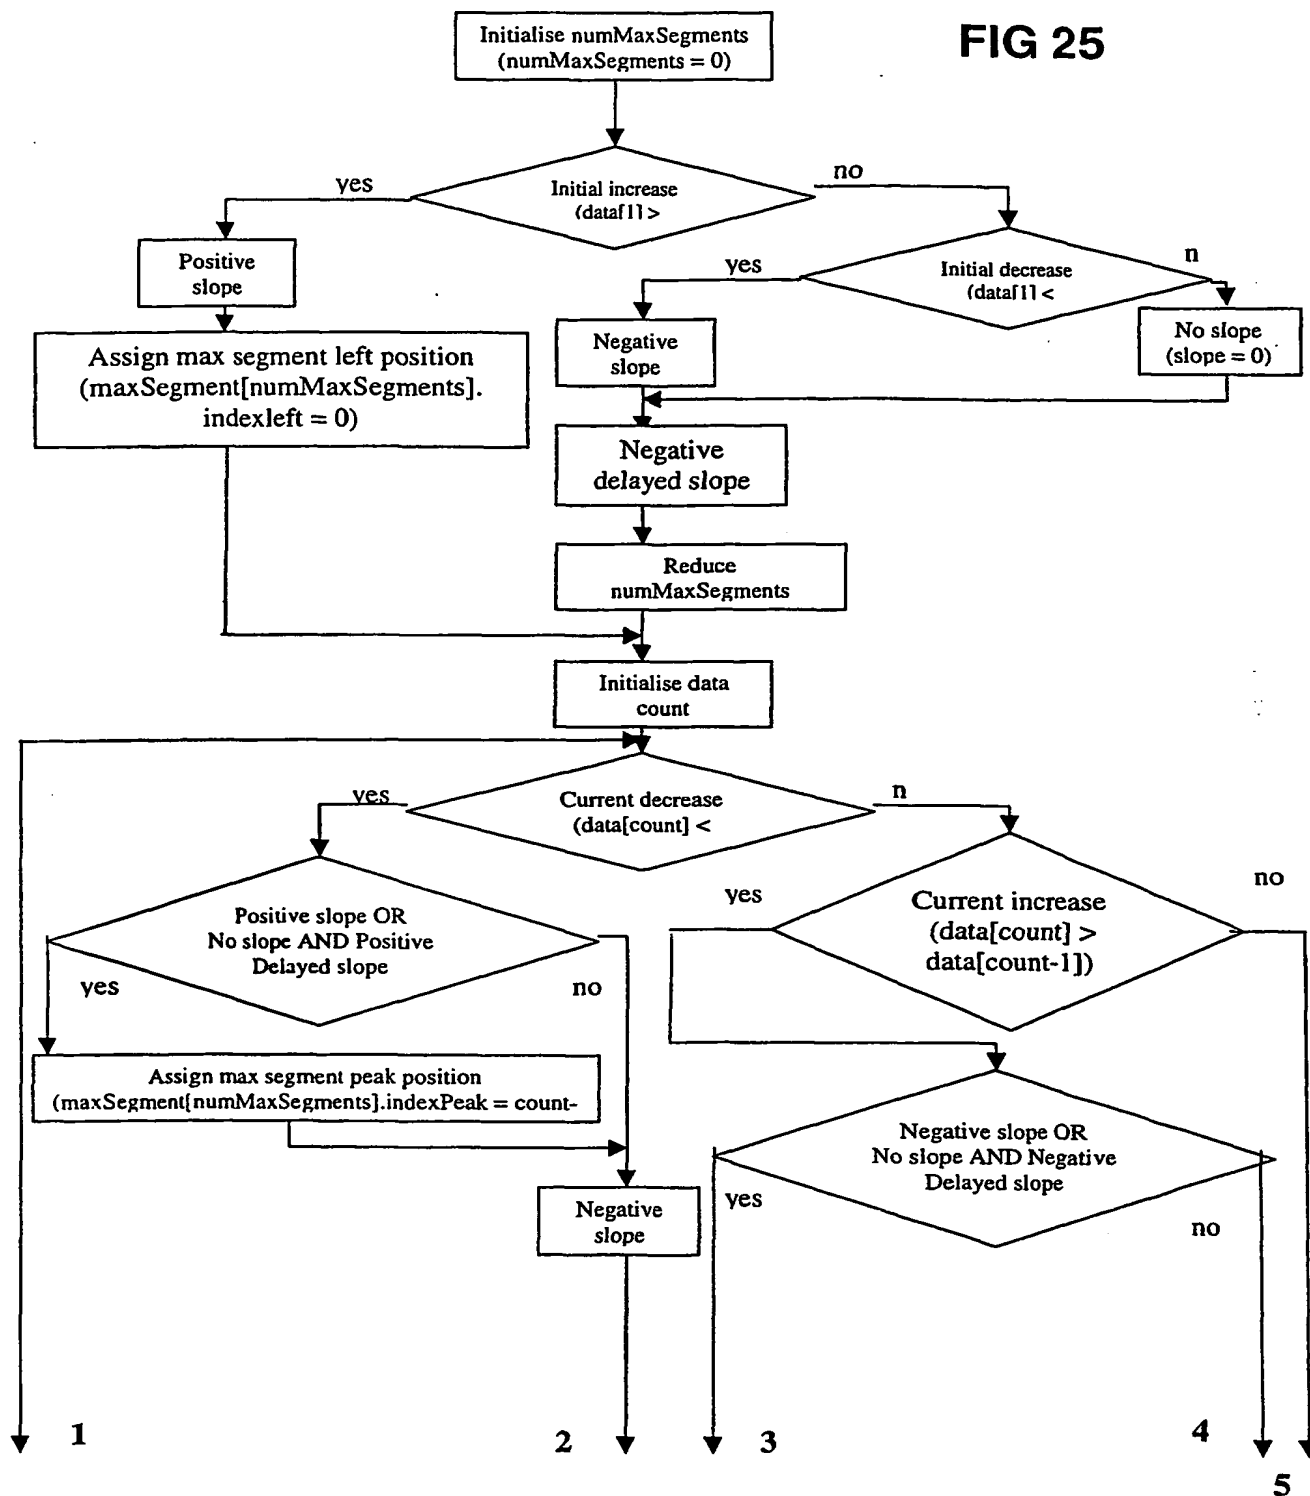 FIG 25
Initialise numMaxSegments
(numMaxSegments = 0)
yes
Initial increase
(data[1] >
no
Positive
slope
yes
Initial decrease
(data[1] <
n
Assign max segment left position
(maxSegment[numMaxSegments].
indexleft = 0)
Negative
slope
No slope
(slope = 0)
Negative
delayed slope
Reduce
numMaxSegments
Initialise data
count
yes
Current decrease
(data[count] <
n
Positive slope OR
No slope AND Positive
Delayed slope
yes
no
yes
Current increase
(data[count] >
data[count-1])
no
Assign max segment peak position
(maxSegment[numMaxSegments].indexPeak = count-
Negative slope OR
No slope AND Negative
Delayed slope
yes
no
Negative
slope
1
2
3
4
5